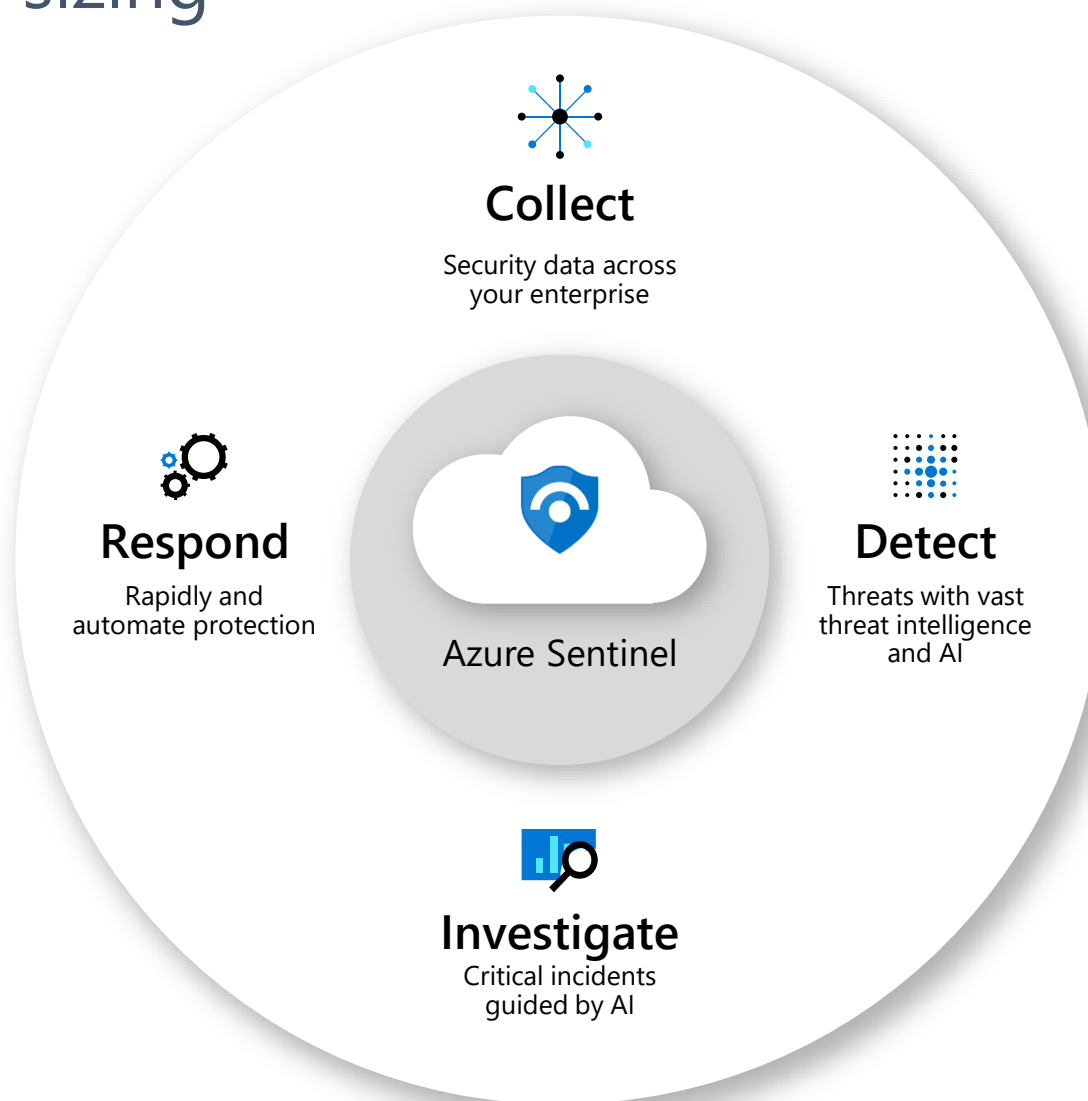 sizing
Collect
Security data across
your enterprise
Respond
Rapidly and
automate protection
Azure Sentinel
Detect
Threats with vast
threat intelligence
and AI
Investigate
Critical incidents
guided by AI